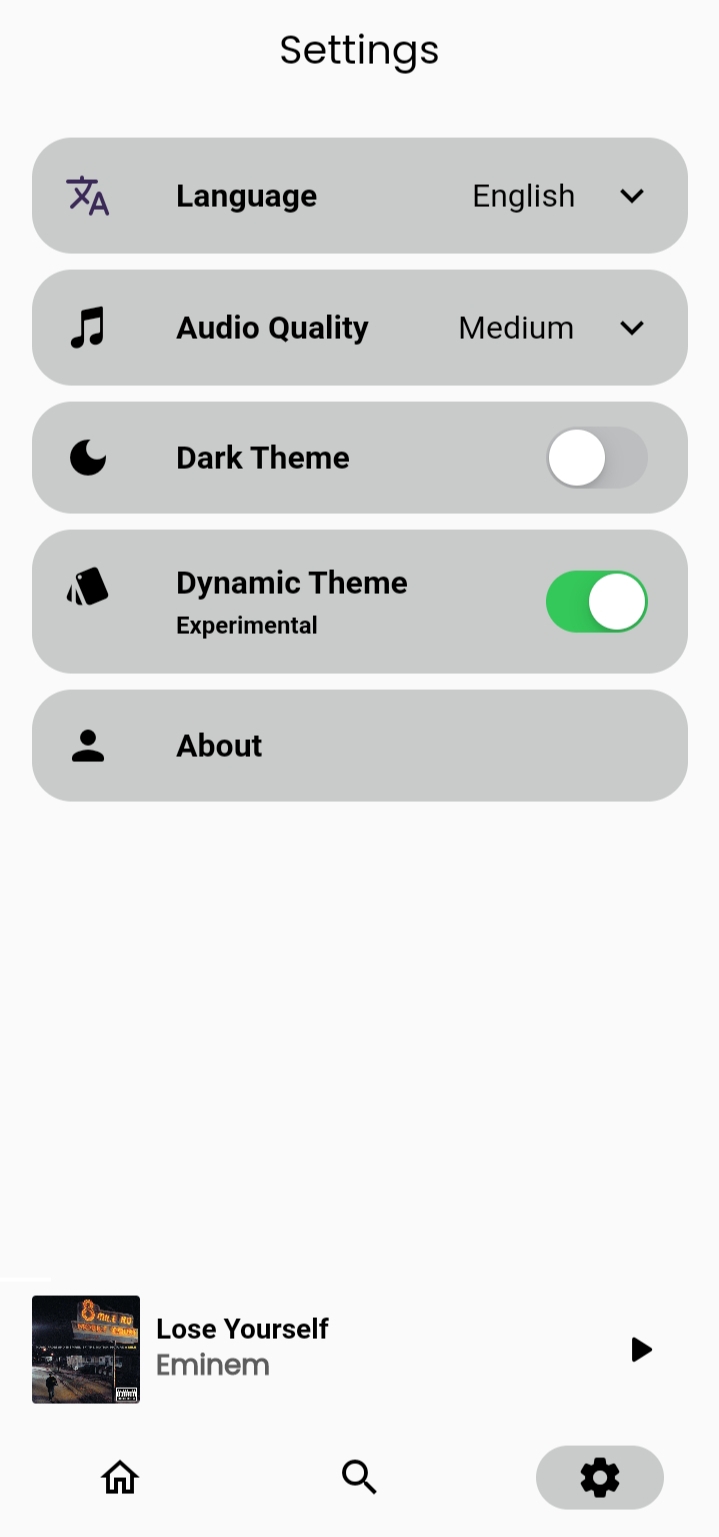 Settings
Language English
Audio Quality Medium
Dark Theme
Dynamic Theme
Experimental
About
Lose Yourself
Eminem